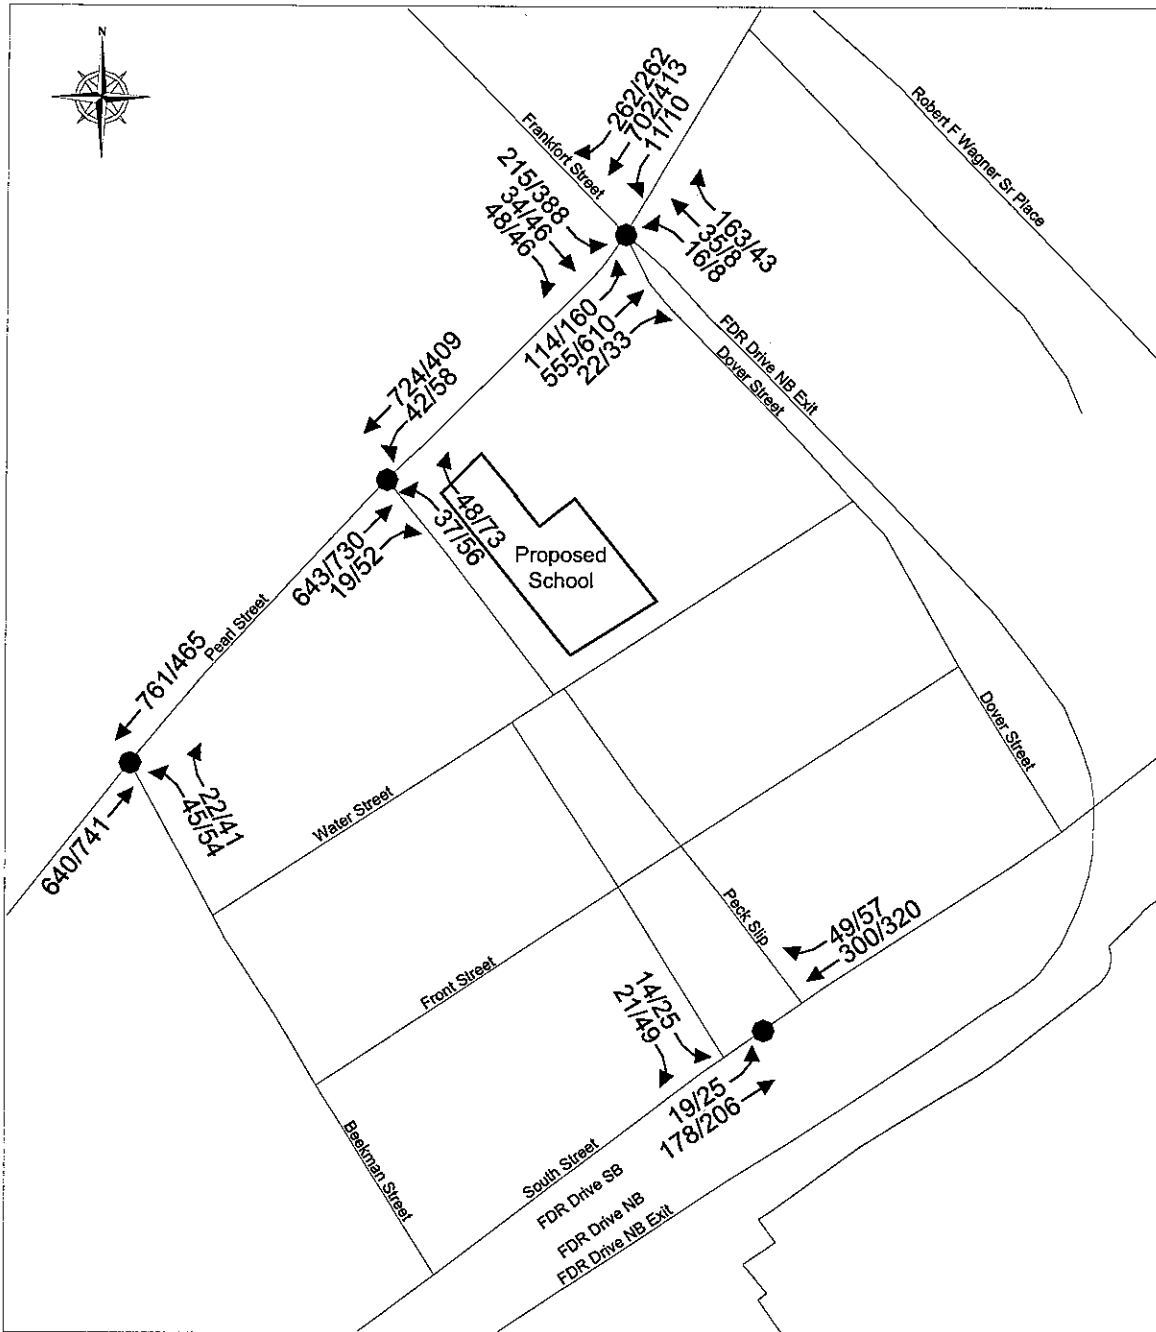 N
Robert F Wagner Sr Place
Frankfort Street
262/262
702/413
11/10
215/388
34/46
48/46
163/43
35/8
16/8
114/160
555/610
22/33
FDR Drive NB Exit
Dover Street
724/409
42/58
48/73
37/56
643/730
19/52
Proposed
School
Pearl Street
761/465
22/41
45/54
640/741
Water Street
Dover Street
Peck Slip
49/57
300/320
Front Street
14/25
21/49
19/25
178/206
Beekman Street
South Street
FDR Drive SB
FDR Drive NB
FDR Drive NB Exit